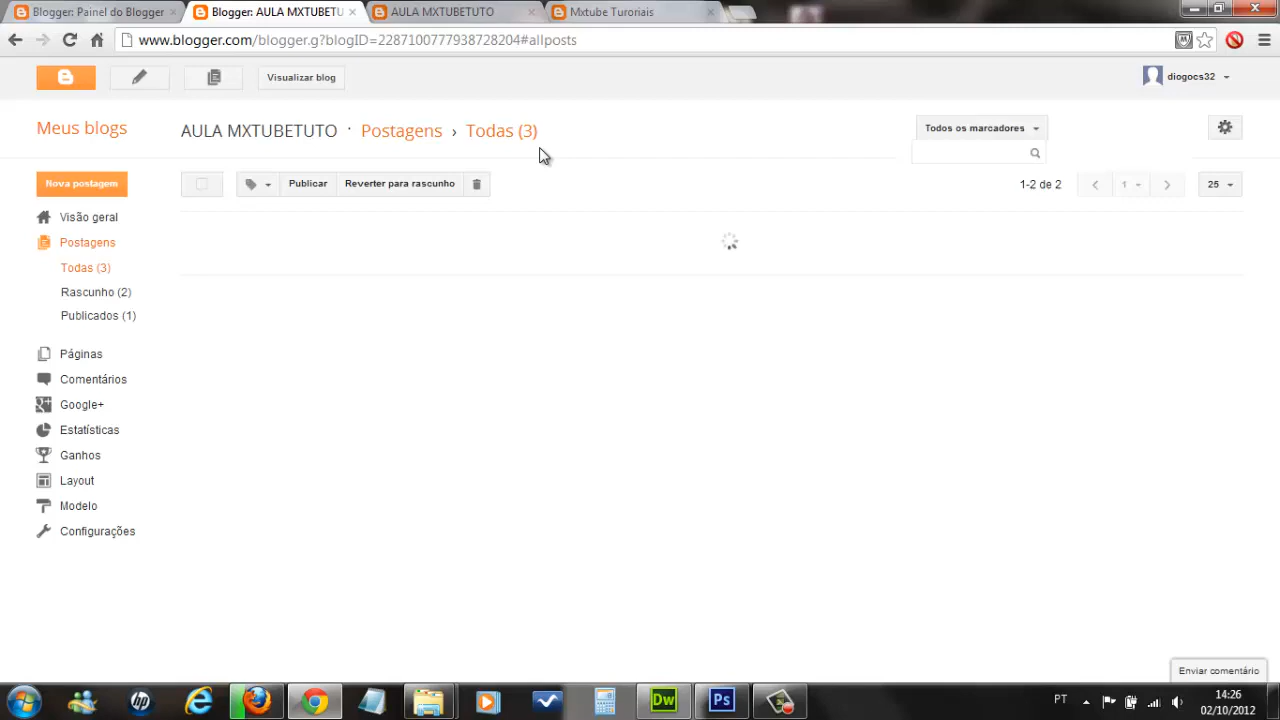 Blogger: Painel do Blogger
Blogger: AULA MXTUBETU
AULA MXTUBETUTO
Mxtube Turoriais
www.blogger.com/blogger.g?blogID=2287100777938728204#allposts
Visualizar blog
diogocs32
Meus blogs
AULA MXTUBETUTO · Postagens › Todas (3)
Todos os marcadores
Nova postagem
Publicar
Reverter para rascunho
1-2 de 2
1
25
Visão geral
Postagens
Todas (3)
Rascunho (2)
Publicados (1)
Páginas
Comentários
Google+
Estatísticas
Ganhos
Layout
Modelo
Configurações
Enviar comentário
hp
Dw
Ps
PT
14:26
02/10/2012